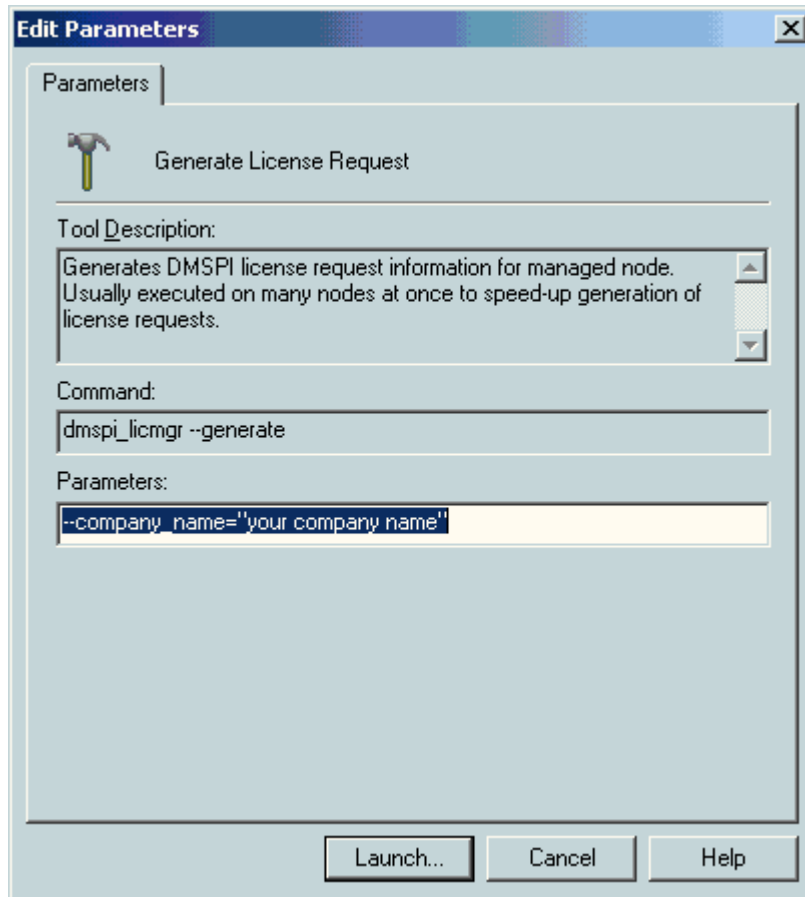 Edit Parameters
Parameters
Generate License Request
Tool Description:
Generates DMSPI license request information for managed node.
Usually executed on many nodes at once to speed-up generation of
license requests.
Command:
dmspi_licmgr --generate
Parameters:
--company_name="your company name"
Launch...
Cancel
Help